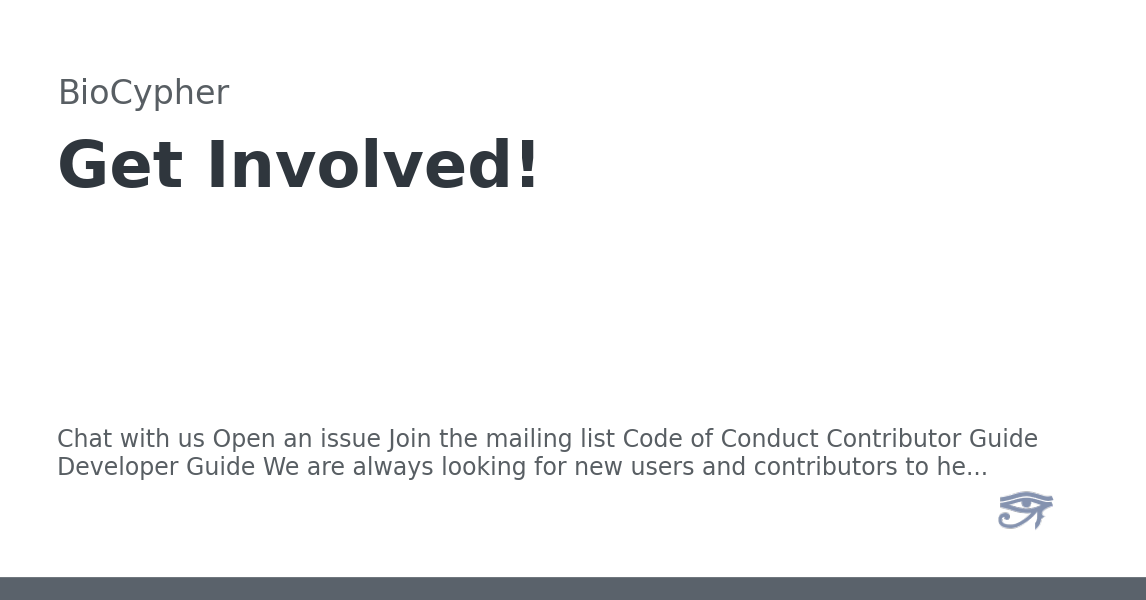 BioCypher
Get Involved!
Chat with us Open an issue Join the mailing list Code of Conduct Contributor Guide
Developer Guide We are always looking for new users and contributors to he...